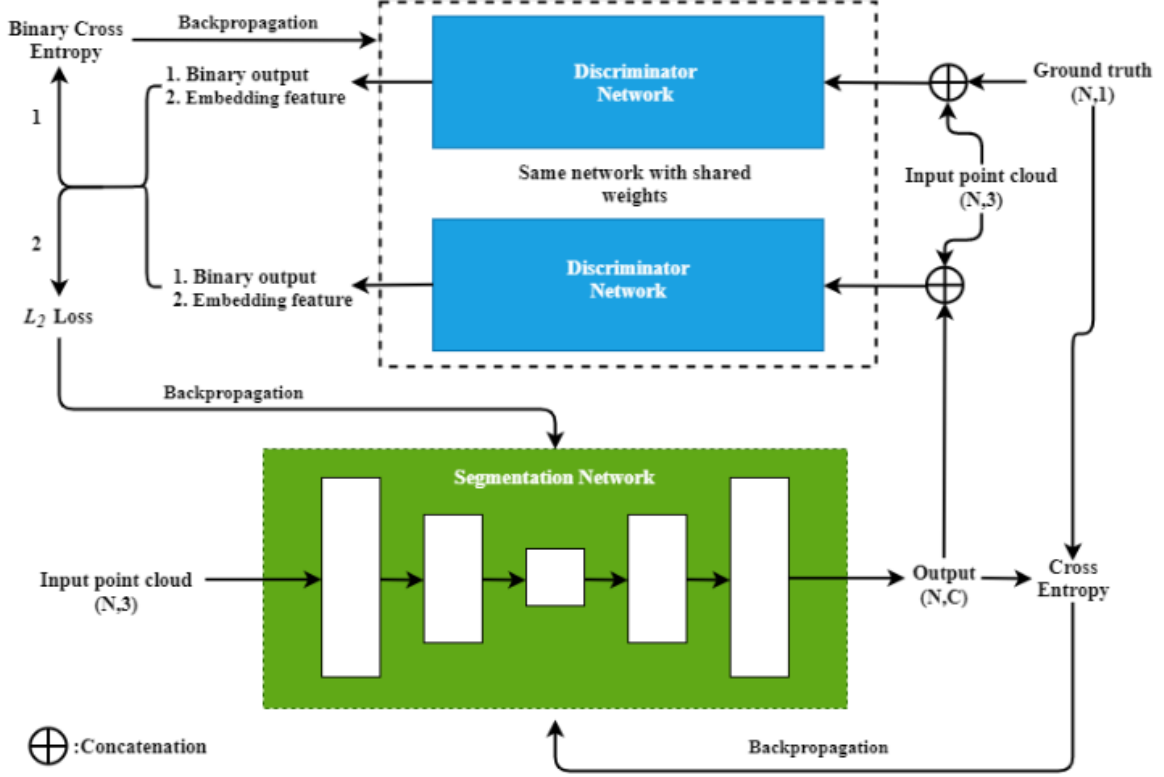 Binary Cross
Entropy
Backpropagation
1. Binary output
2. Embedding feature
Discriminator
Network
Ground truth
(N,1)
1
Same network with shared
weights
Input point cloud
(N,3)
2
1. Binary output
2. Embedding feature
Discriminator
Network
L2 Loss
Backpropagation
Segmentation Network
Input point cloud
(N,3)
Output
(N,C)
Cross
Entropy
:Concatenation
Backpropagation